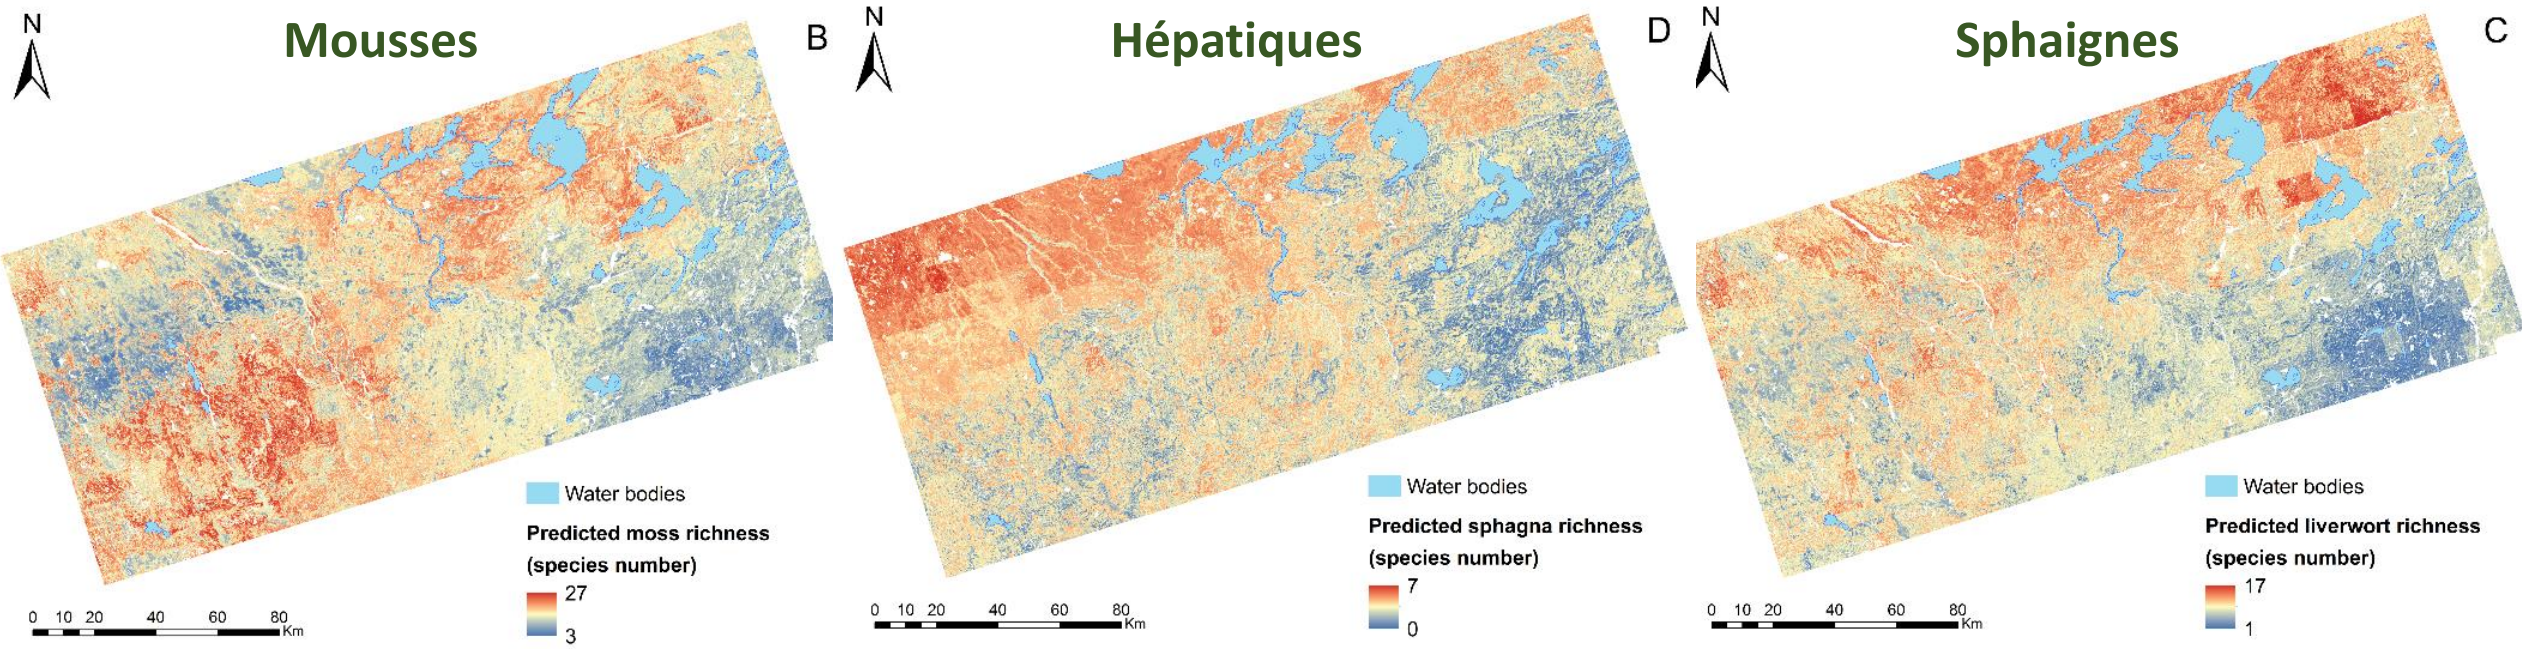 N
Mousses
B
Water bodies
Predicted moss richness
(species number)
27
3
0 10 20 40 60 80
Km
N
Hépatiques
D
Water bodies
Predicted sphagna richness
(species number)
7
0
0 10 20 40 60 80
Km
N
Sphaignes
C
Water bodies
Predicted liverwort richness
(species number)
17
1
0 10 20 40 60 80
Km